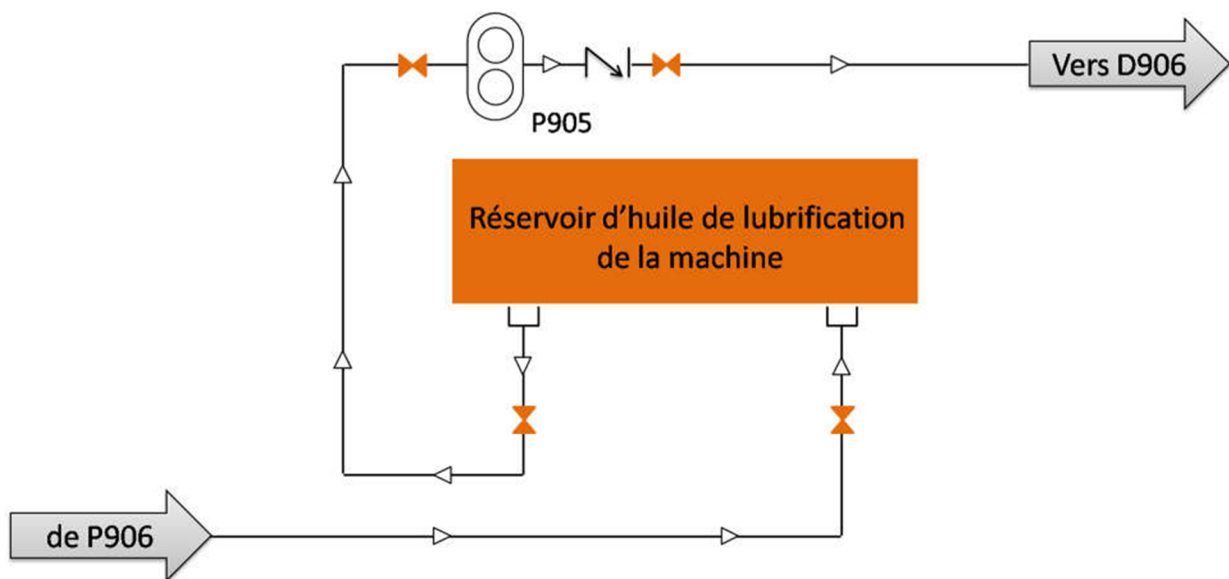 Vers D906
P905
Réservoir d’huile de lubrification
de la machine
de P906